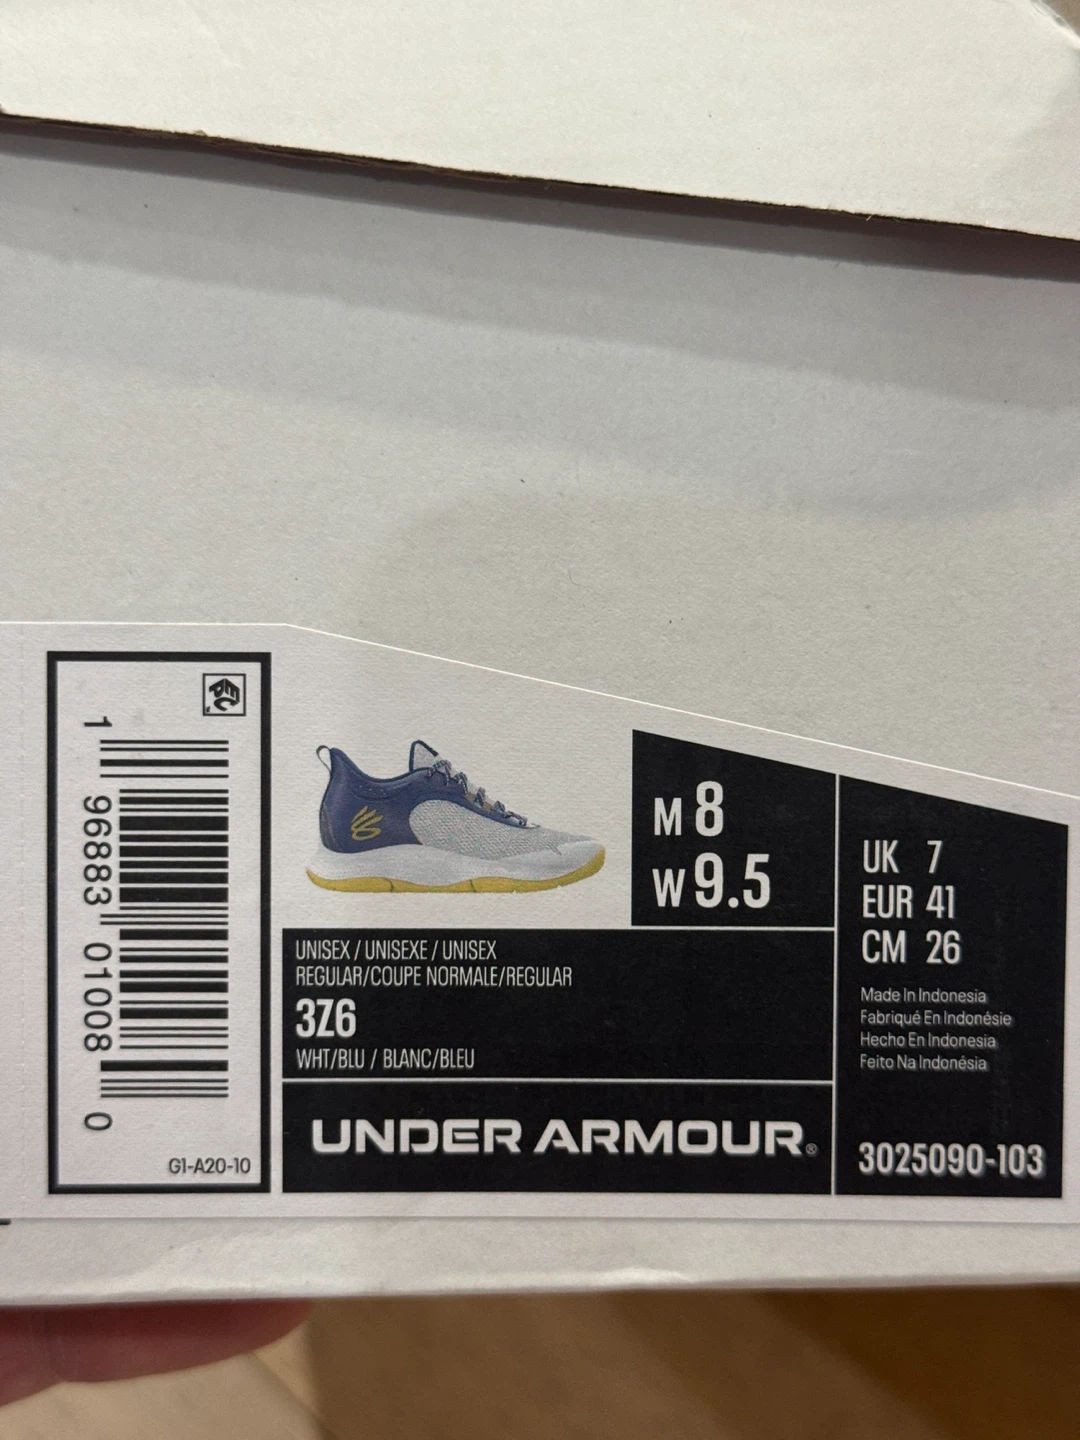 1 96883 01008 0
G1-A20-10
M 8
W 9.5
UNISEX / UNISEXE / UNISEX
REGULAR/COUPE NORMALE/REGULAR
3Z6
WHT/BLU / BLANC/BLEU
UNDER ARMOUR®
UK 7
EUR 41
CM 26
Made In Indonesia
Fabriqué En Indonésie
Hecho En Indonesia
Feito Na Indonésia
3025090-103